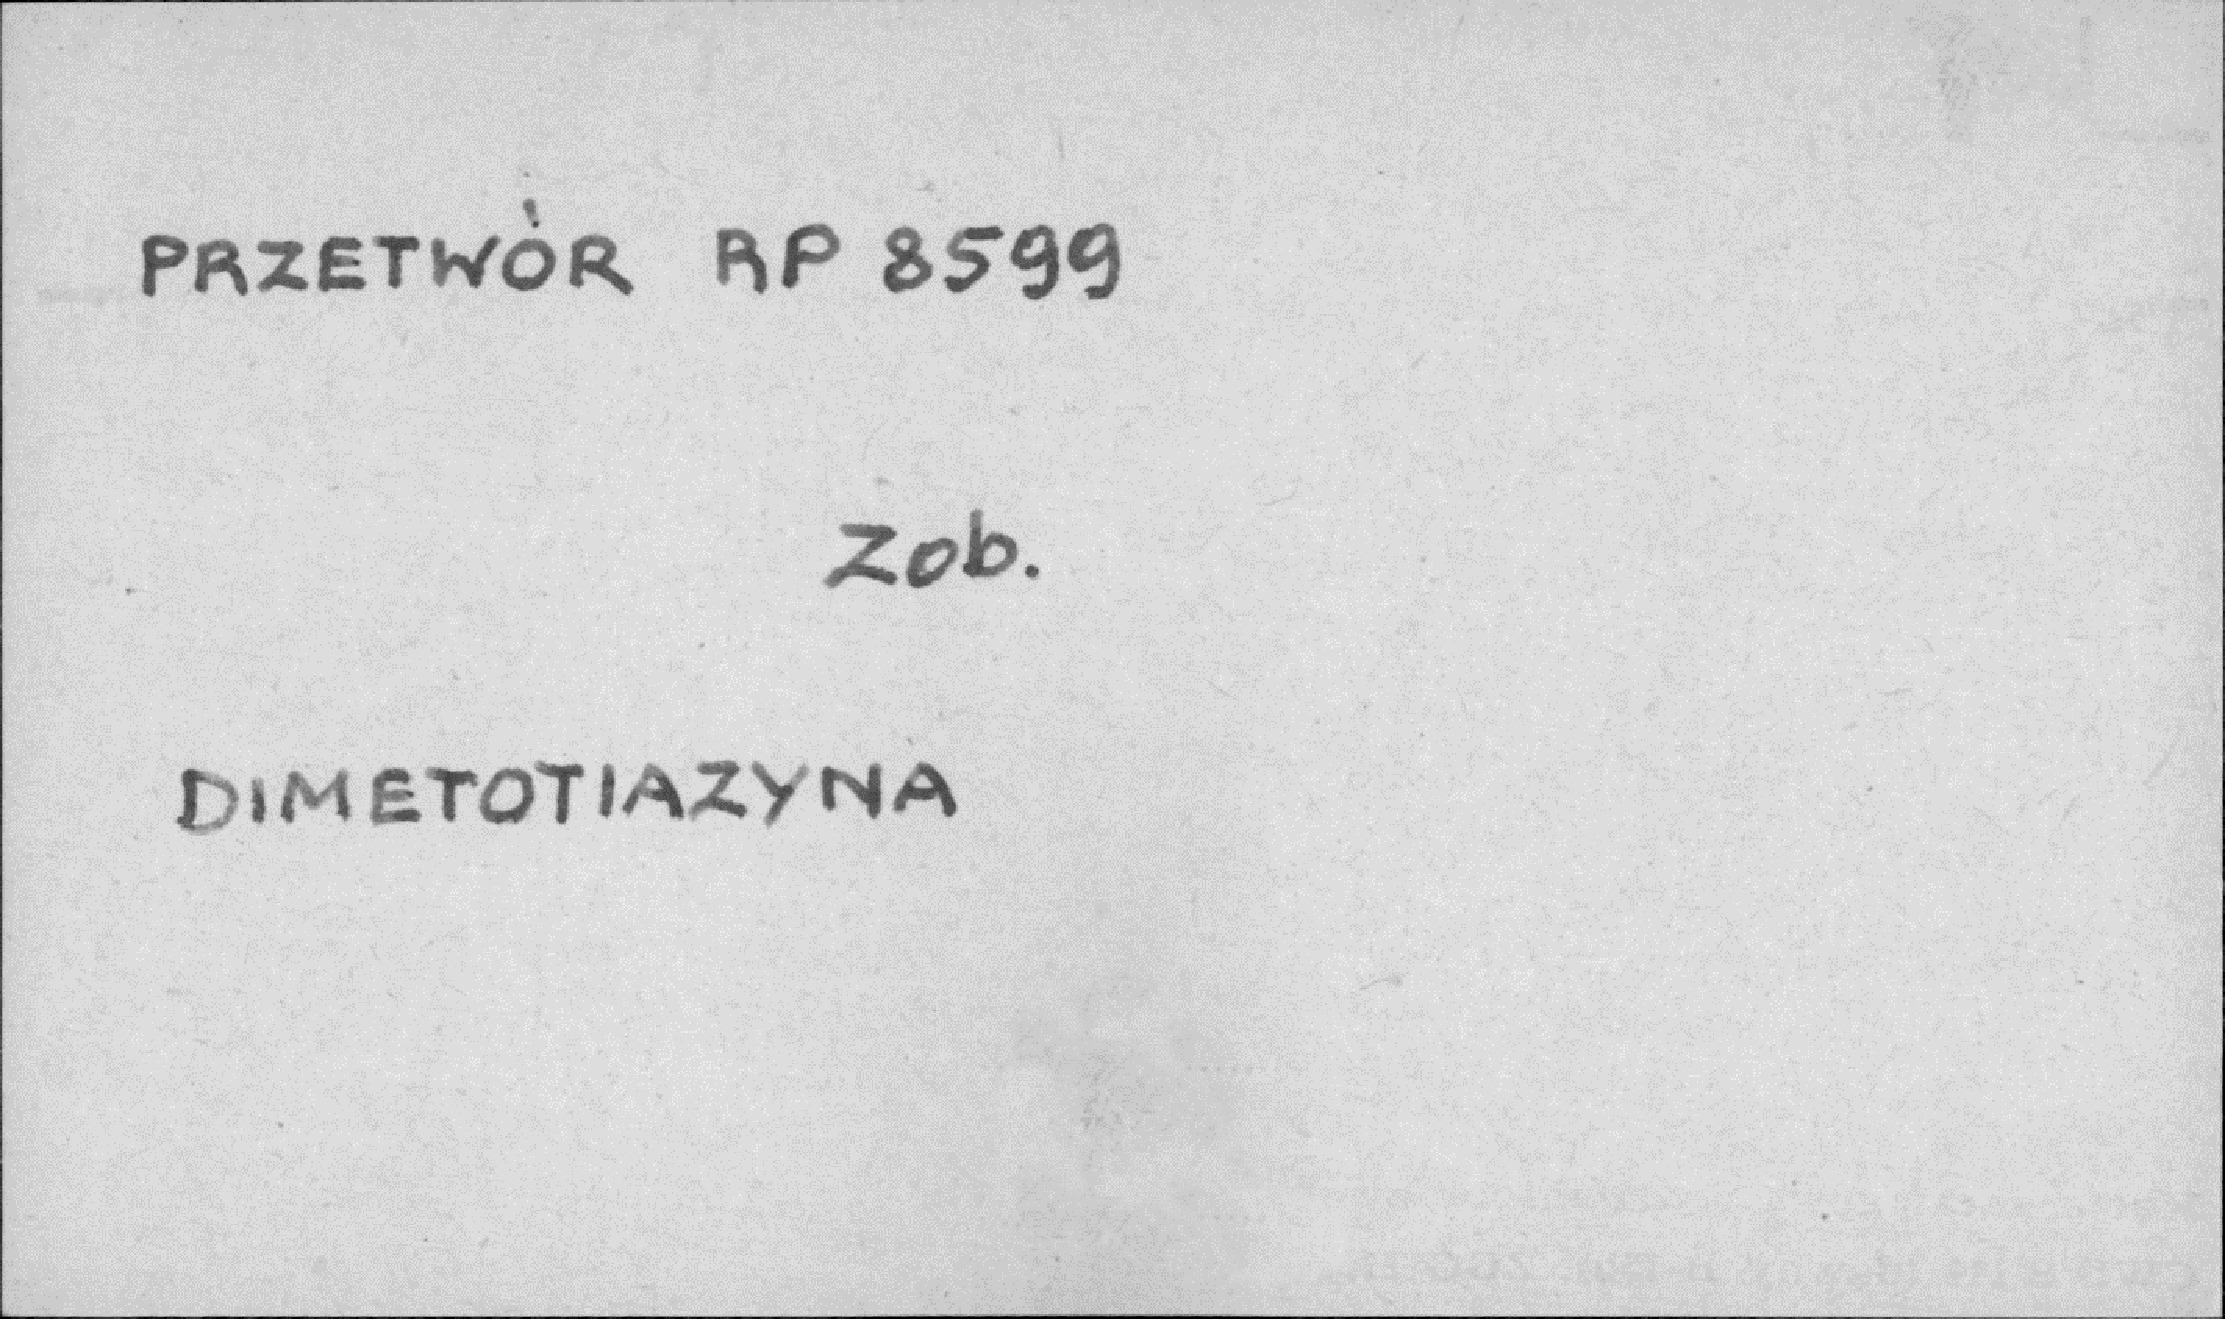 PRZETWÓR RP 8599
Zob.
DIMETOTIAZYNA